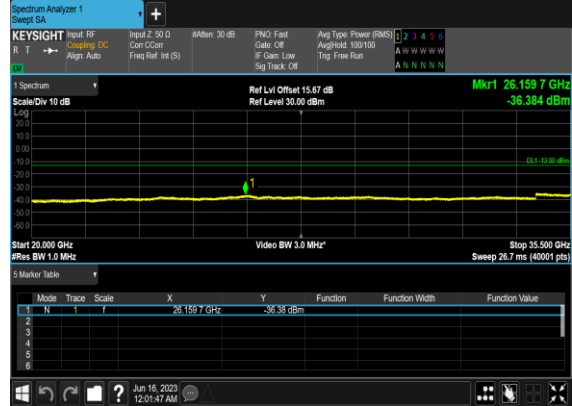 Spectrum Analyzer 1
Swept SA
+
KEYSIGHT Input: RF Input Z: 50 Ω #Atten: 30 dB PNO: Fast Avg Type: Power (RMS) 1 2 3 4 5 6
R T Coupling: DC Corr CCorr Gate: Off Avg|Hold: 100/100 A W W W W W
Align: Auto Freq Ref: Int (S) IF Gain: Low Trig: Free Run
Sig Track: Off A N N N N N
1 Spectrum Ref Lvl Offset 15.67 dB Mkr1 26.159 7 GHz
Scale/Div 10 dB Ref Level 30.00 dBm -36.384 dBm
Log
20.0
10.0
0.00
-10.0
DL1 -13.00 dBm
-20.0
1
-30.0
-40.0
-50.0
-60.0
Start 20.000 GHz Video BW 3.0 MHz* Stop 35.500 GHz
#Res BW 1.0 MHz Sweep 26.7 ms (40001 pts)
5 Marker Table
Mode Trace Scale X Y Function Function Width Function Value
1 N 1 f 26.159 7 GHz -36.38 dBm
2
3
4
5
6
? Jun 16, 2023
12:01:47 AM